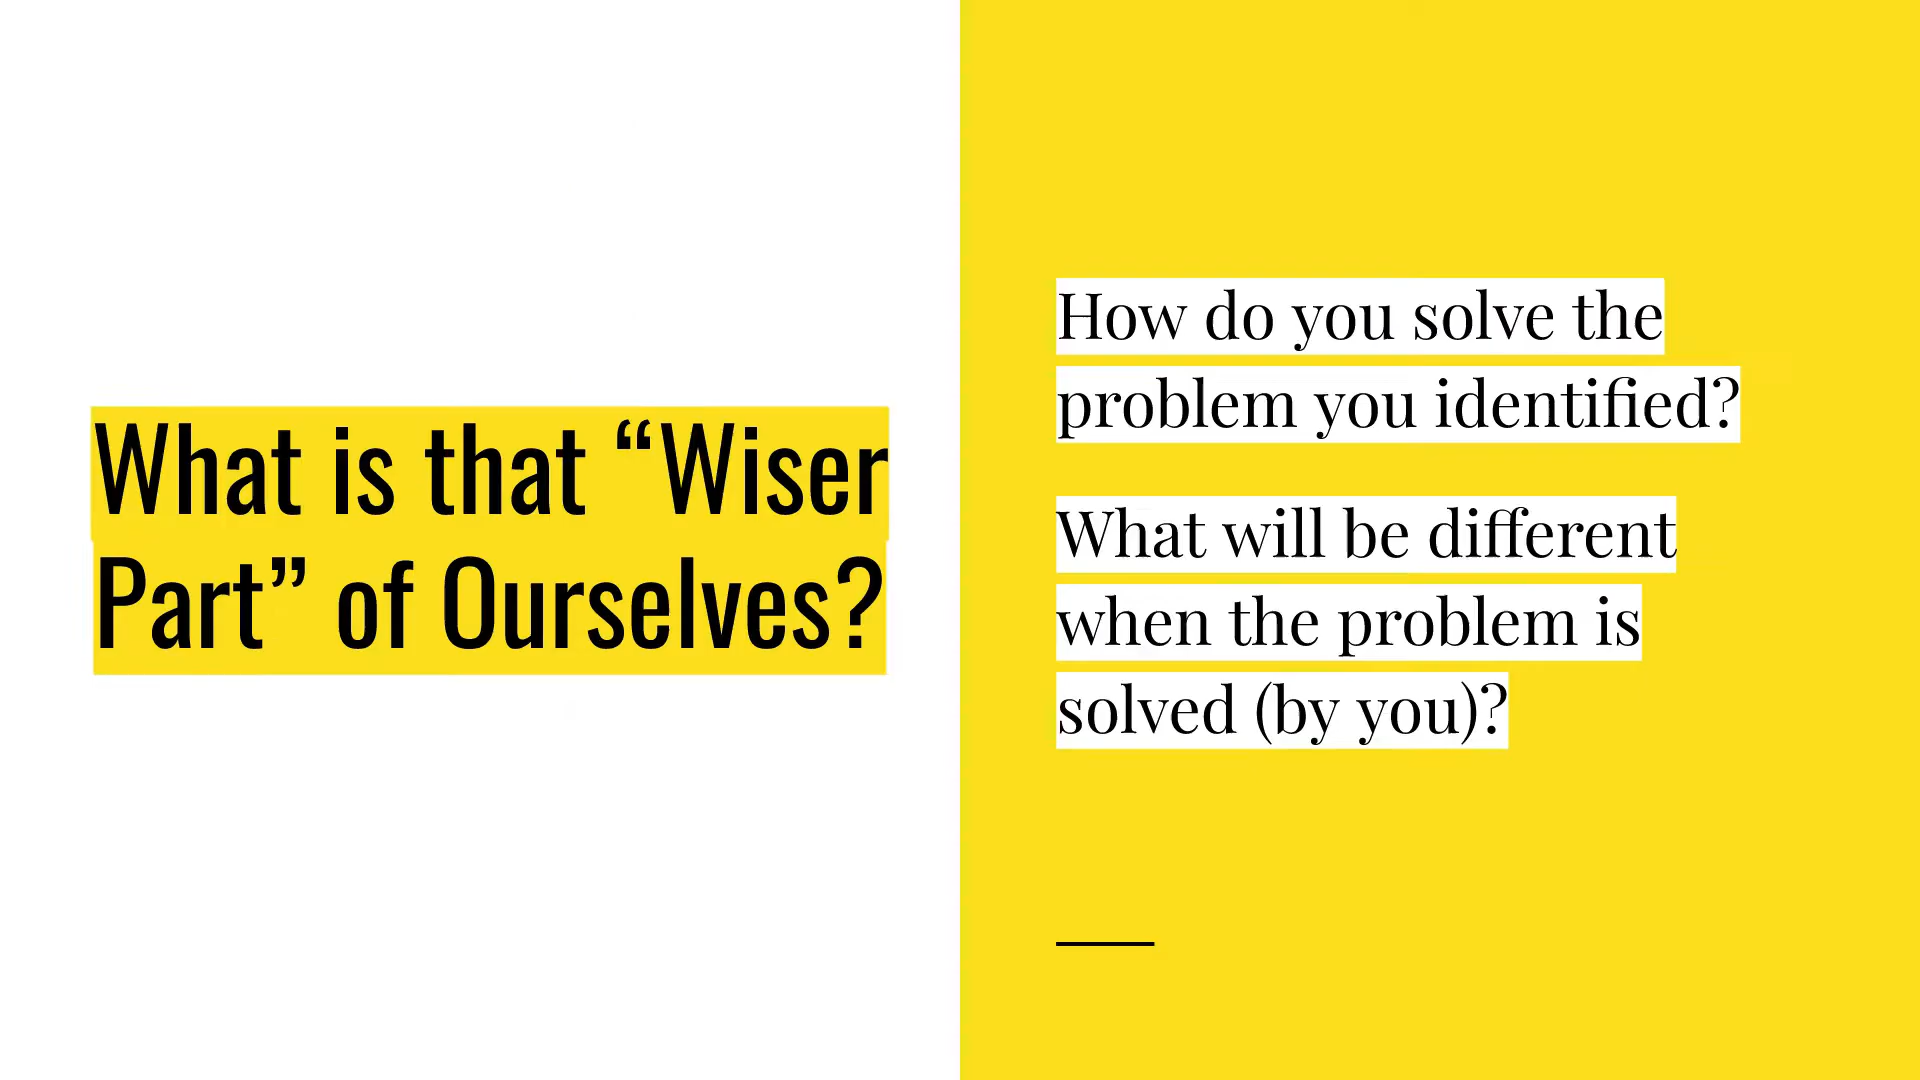 What is that “Wiser
Part” of Ourselves?
How do you solve the
problem you identified?
What will be different
when the problem is
solved (by you)?